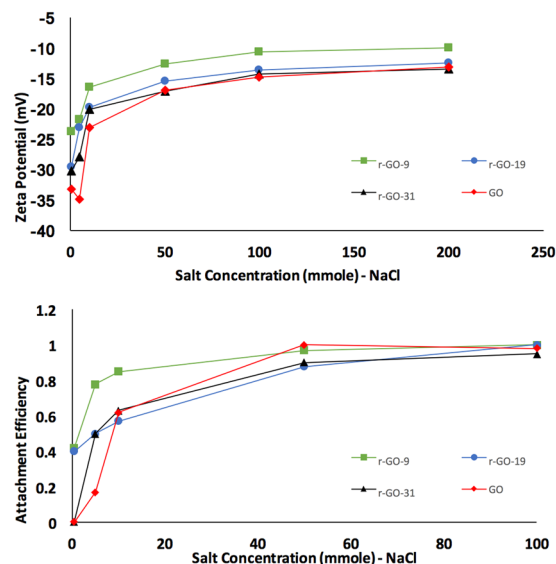 -5
-10
-15
-20
-25
-30
-35
-40
Zeta Potential (mV)
r-GO-9 r-GO-19
r-GO-31 GO
0 50 100 150 200 250
Salt Concentration (mmole) - NaCl
1.2
1
0.8
0.6
0.4
0.2
0
Attachment Efficiency
r-GO-9 r-GO-19
r-GO-31 GO
0 20 40 60 80 100
Salt Concentration (mmole) - NaCl